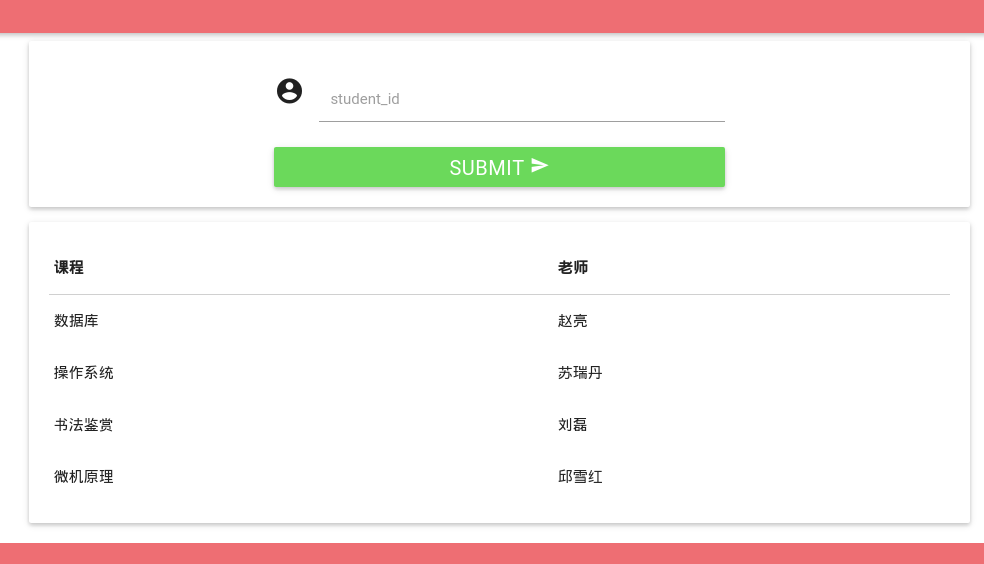 student_id
SUBMIT
课程 老师
数据库 赵亮
操作系统 苏瑞丹
书法鉴赏 刘磊
微机原理 邱雪红